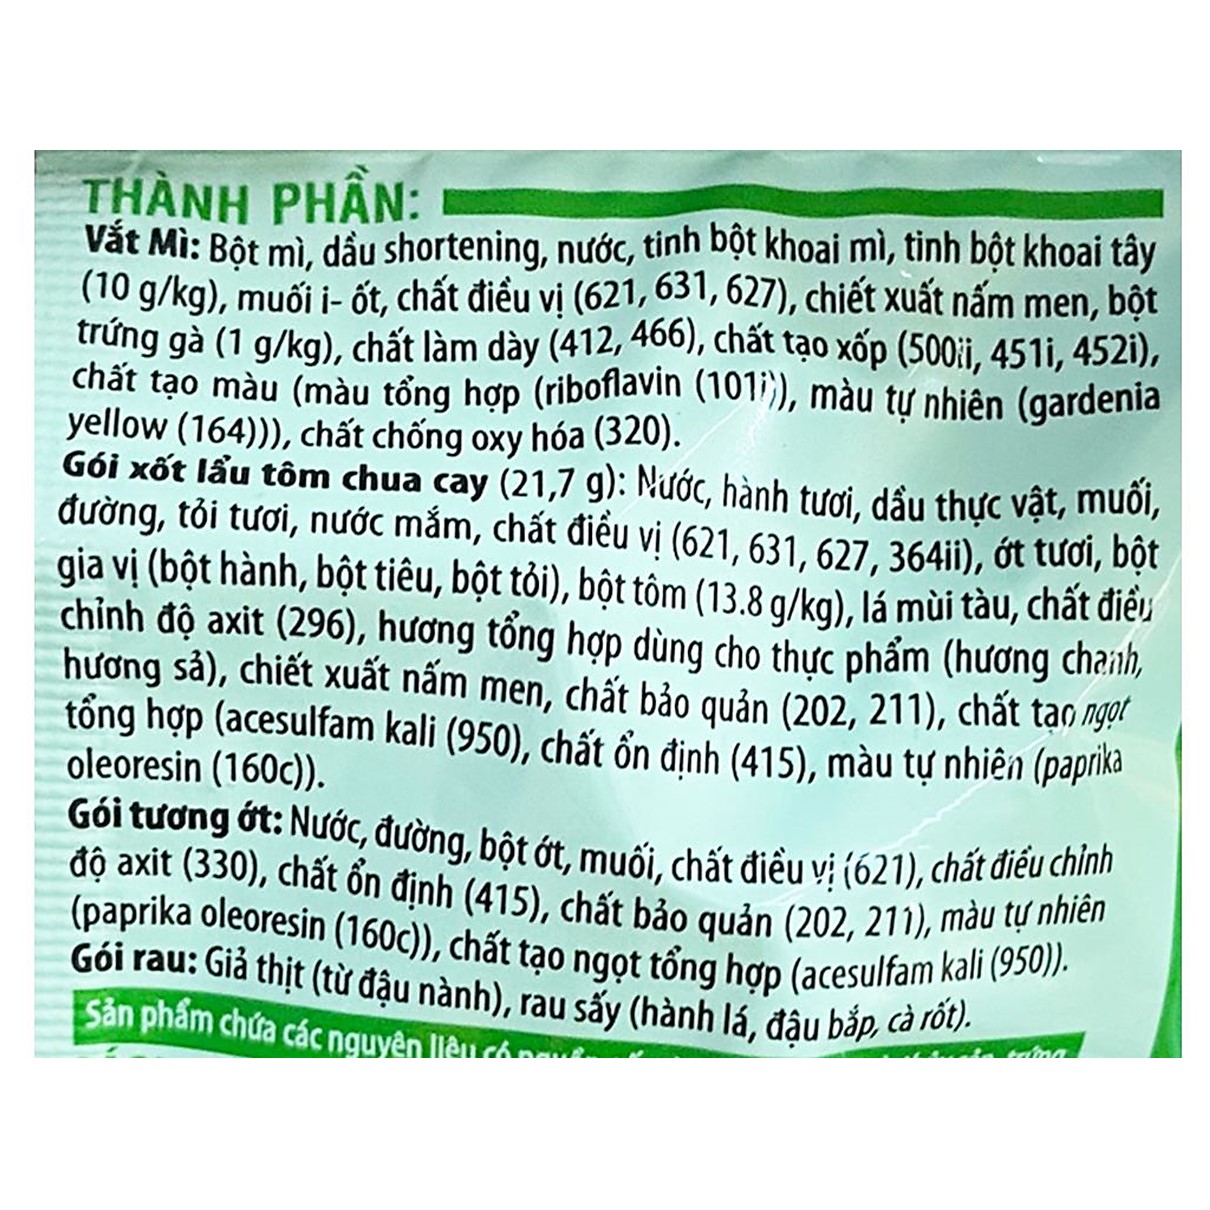 THÀNH PHẦN:
Vắt Mì: Bột mì, dầu shortening, nước, tinh bột khoai mì, tinh bột khoai tây
(10 g/kg), muối i- ốt, chất điều vị (621, 631, 627), chiết xuất nấm men, bột
trứng gà (1 g/kg), chất làm dày (412, 466), chất tạo xốp (500ii, 451i, 452i),
chất tạo màu (màu tổng hợp (riboflavin (101i)), màu tự nhiên (gardenia
yellow (164))), chất chống oxy hóa (320).
Gói xốt lẩu tôm chua cay (21,7 g): Nước, hành tươi, dầu thực vật, muối,
đường, tỏi tươi, nước mắm, chất điều vị (621, 631, 627, 364ii), ớt tươi, bột
gia vị (bột hành, bột tiêu, bột tỏi), bột tôm (13.8 g/kg), lá mùi tàu, chất điều
chỉnh độ axit (296), hương tổng hợp dùng cho thực phẩm (hương chanh,
hương sả), chiết xuất nấm men, chất bảo quản (202, 211), chất tạo ngọt
tổng hợp (acesulfam kali (950), chất ổn định (415), màu tự nhiên (paprika
oleoresin (160c)).
Gói tương ớt: Nước, đường, bột ớt, muối, chất điều vị (621), chất điều chỉnh
độ axit (330), chất ổn định (415), chất bảo quản (202, 211), màu tự nhiên
(paprika oleoresin (160c)), chất tạo ngọt tổng hợp (acesulfam kali (950)).
Gói rau: Giả thịt (từ đậu nành), rau sấy (hành lá, đậu bắp, cà rốt).
Sản phẩm chứa các nguyên liệu có